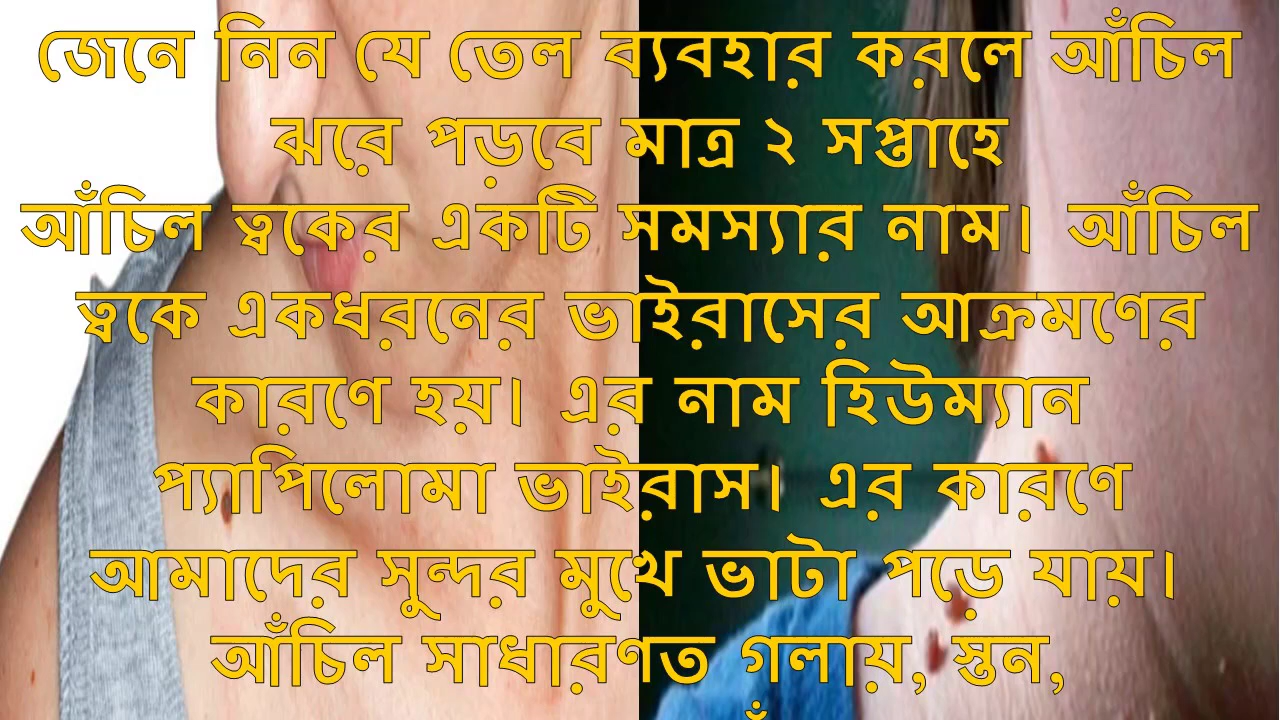 জেনে নিন যে তেল ব্যবহার করলে আঁচিল
ঝরে পড়বে মাত্র ২ সপ্তাহে
আঁচিল ত্বকের একটি সমস্যার নাম। আঁচিল
ত্বকে একধরনের ভাইরাসের আক্রমণের
কারণে হয়। এর নাম হিউম্যান
প্যাপিলোমা ভাইরাস। এর কারণে
আমাদের সুন্দর মুখে ভাটা পড়ে যায়।
আঁচিল সাধারণত গলায়, স্তন,